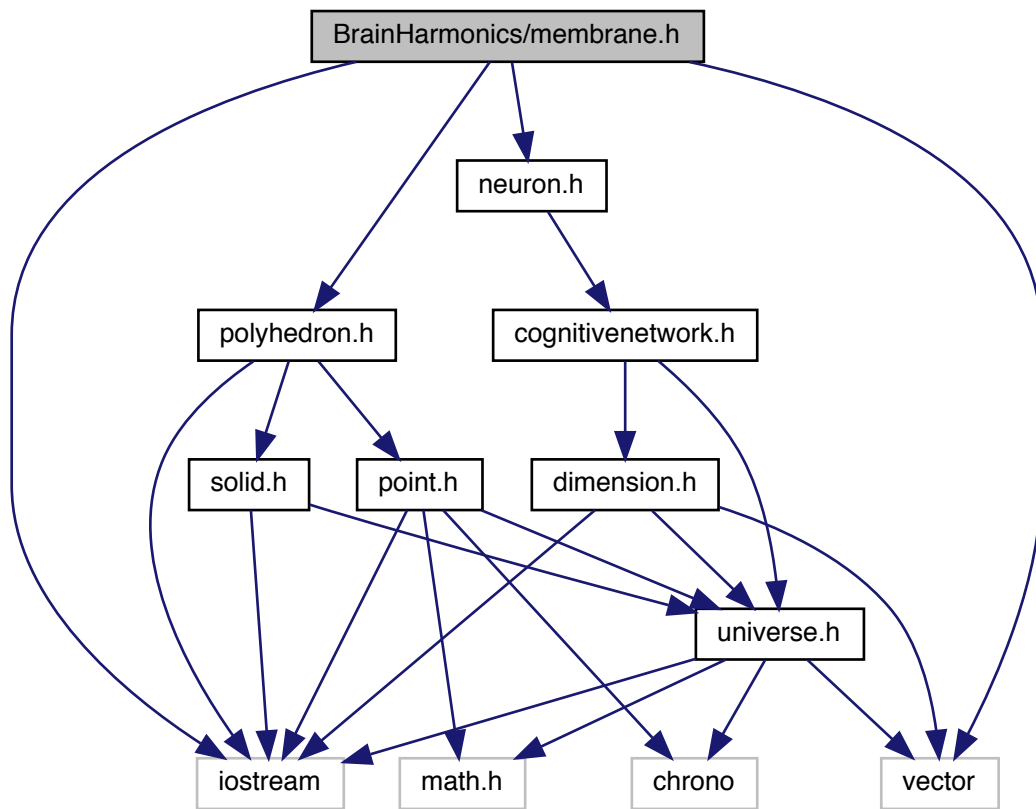 BrainHarmonics/membrane.h
neuron.h
polyhedron.h
cognitivenetwork.h
solid.h
point.h
dimension.h
universe.h
iostream
math.h
chrono
vector